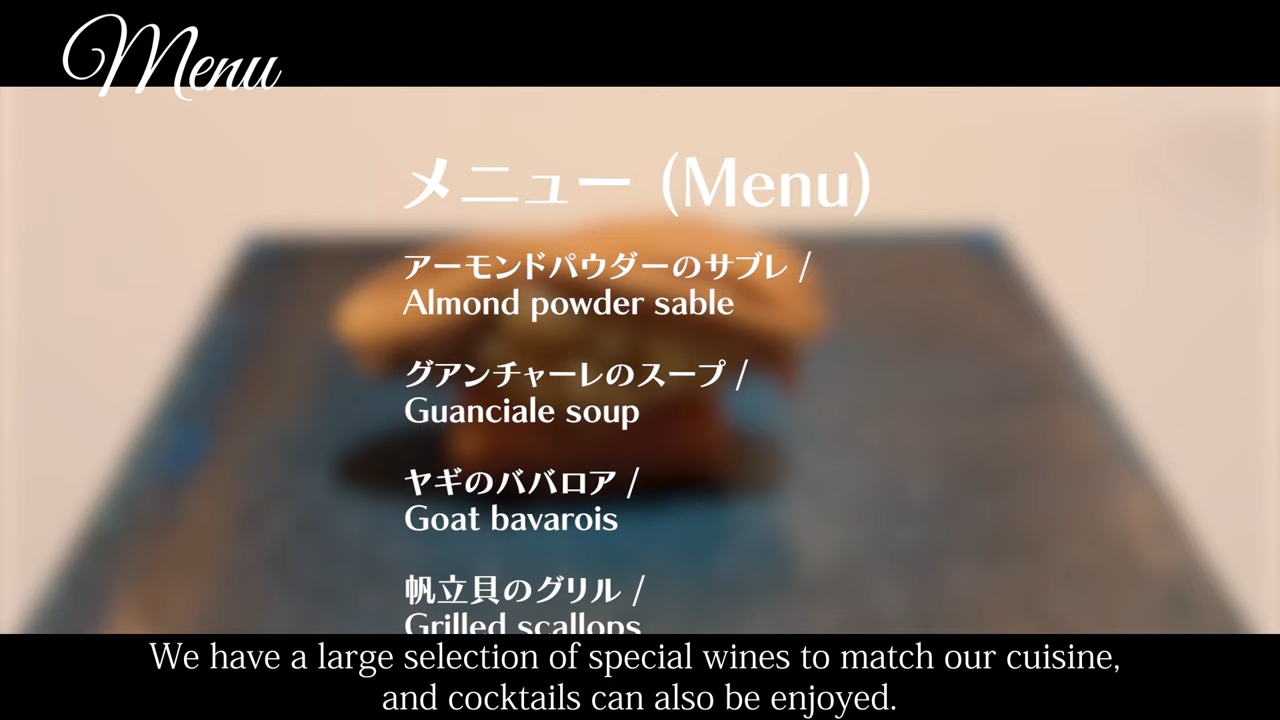 Menu
メニュー (Menu)
アーモンドパウダーのサブレ /
Almond powder sable
グアンチャーレのスープ /
Guanciale soup
ヤギのババロア /
Goat bavarois
帆立貝のグリル /
Grilled scallops
We have a large selection of special wines to match our cuisine,
and cocktails can also be enjoyed.